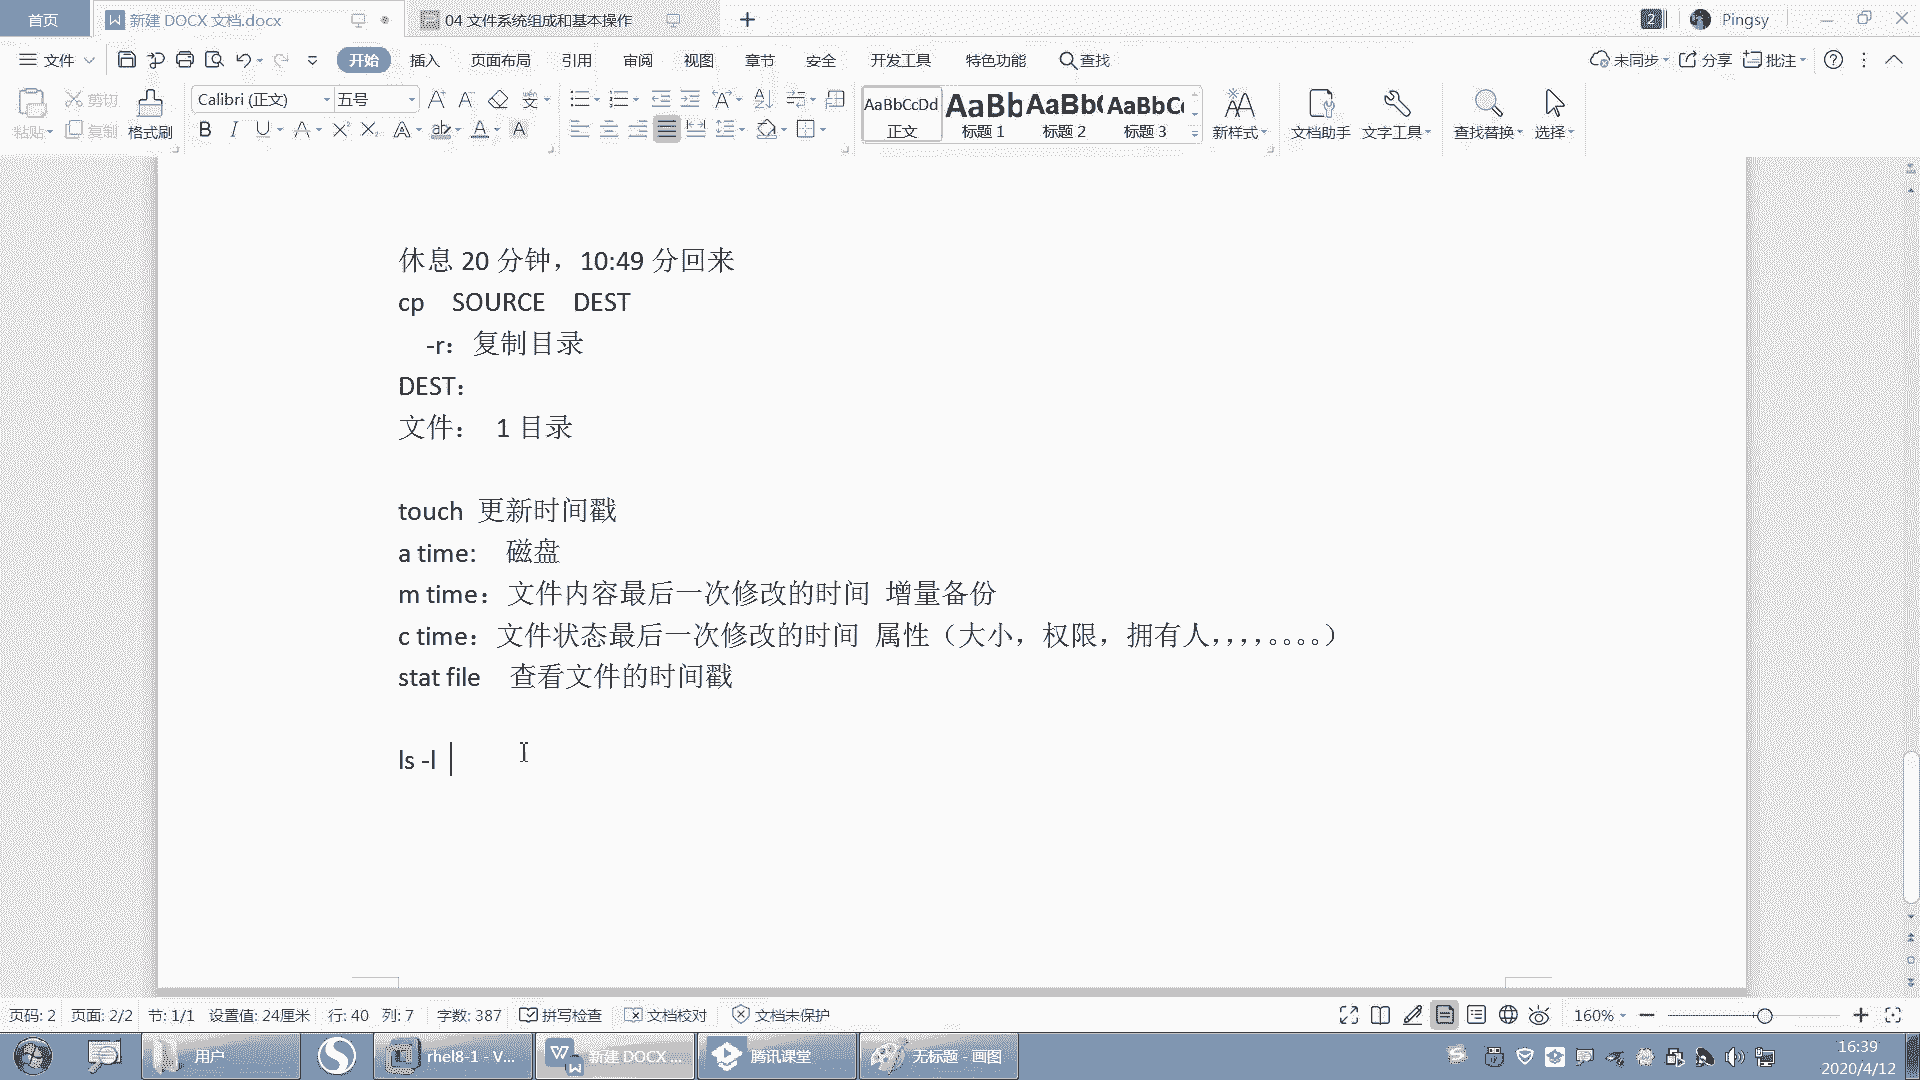 首页 新建 DOCX 文档.docx 04 文件系统组成和基本操作 2 Pingsy
文件 开始 插入 页面布局 引用 审阅 视图 章节 安全 开发工具 特色功能 查找 未同步 分享 批注
粘贴 剪切 复制 格式刷 Calibri (正文) 五号 AaBbCcDd AaBb AaBb( AaBbC
正文 标题 1 标题 2 标题 3 新样式 文档助手 文字工具 查找替换 选择
休息 20 分钟，10:49 分回来
cp SOURCE DEST
-r：复制目录
DEST：
文件： 1 目录
touch 更新时间戳
a time: 磁盘
m time：文件内容最后一次修改的时间 增量备份
c time：文件状态最后一次修改的时间 属性（大小，权限，拥有人，，，，。。。。）
stat file 查看文件的时间戳
ls -l
页码: 2 页面: 2/2 节: 1/1 设置值: 24厘米 行: 40 列: 7 字数: 387 拼写检查 文档校对 文档未保护 160%
用户 rhel8-1 - V... 新建 DOCX ... 腾讯课堂 无标题 - 画图 16:39
2020/4/12